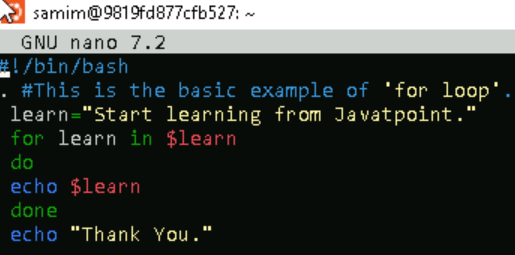 samim@9819fd877cfb527: ~
GNU nano 7.2
#!/bin/bash
. #This is the basic example of 'for loop'.
learn="Start learning from Javatpoint."
for learn in $learn
do
echo $learn
done
echo "Thank You."